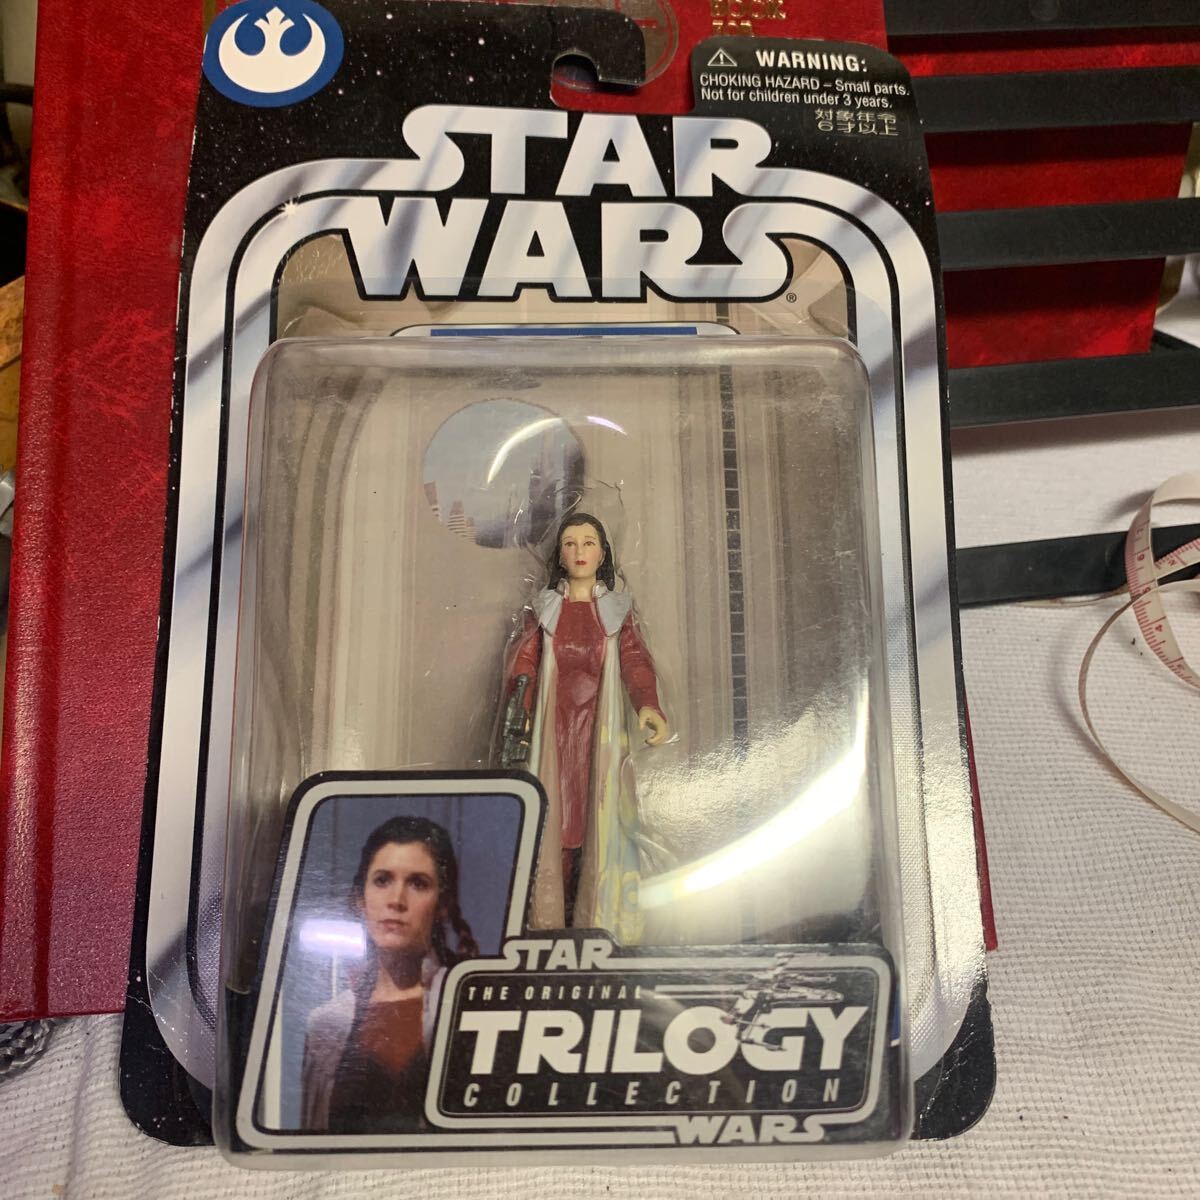 BOOK
WARNING:
CHOKING HAZARD – Small parts.
Not for children under 3 years.
対象年令
6才以上
STAR
WARS
®
STAR
THE ORIGINAL
TRILOGY
COLLECTION
WARS